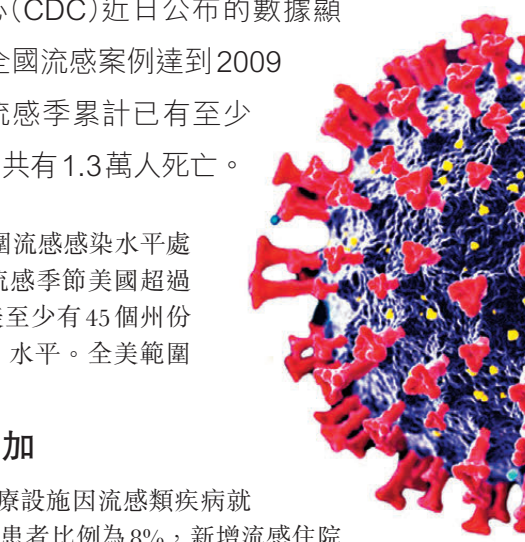 心(CDC)近日公布的數據顯
全國流感案例達到2009
流感季累計已有至少
共有1.3萬人死亡。
圍流感感染水平處
流感季節美國超過
至少有45個州份
水平。全美範圍
加
療設施因流感類疾病就
患者比例為8%，新增流感住院